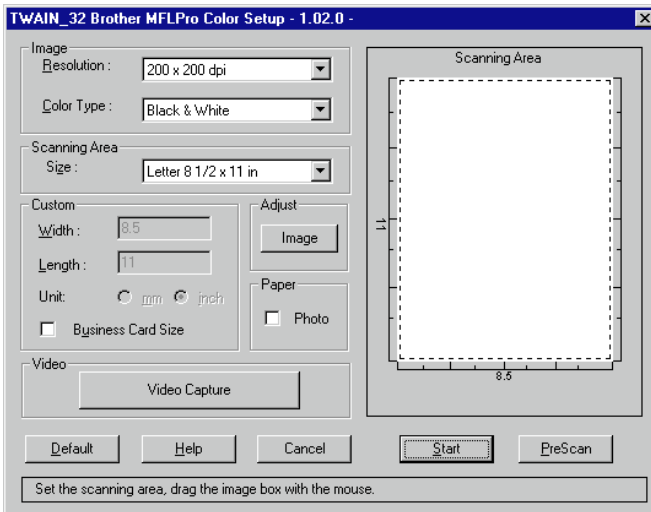 TWAIN_32 Brother MFLPro Color Setup - 1.02.0 -
Image
Resolution :
200 x 200 dpi
Color Type :
Black & White
Scanning Area
Size :
Letter 8 1/2 x 11 in
Custom
Width :
8.5
Length :
11
Unit:
mm
inch
Business Card Size
Adjust
Image
Paper
Photo
Video
Video Capture
Scanning Area
11
8.5
Default
Help
Cancel
Start
PreScan
Set the scanning area, drag the image box with the mouse.